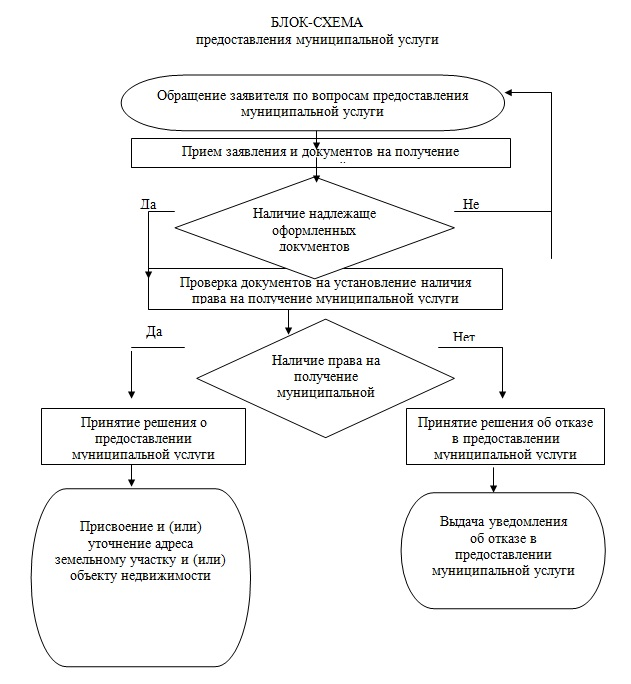 БЛОК-СХЕМА
предоставления муниципальной услуги
Обращение заявителя по вопросам предоставления
муниципальной услуги
Прием заявления и документов на получение
Да
Не
Наличие надлежаще
оформленных
документов
Проверка документов на установление наличия
права на получение муниципальной услуги
Да
Нет
Наличие права на
получение
муниципальной
Принятие решения о
предоставлении
муниципальной услуги
Принятие решения об отказе
в предоставлении
муниципальной услуги
Присвоение и (или)
уточнение адреса
земельному участку и (или)
объекту недвижимости
Выдача уведомления
об отказе в
предоставлении
муниципальной услуги